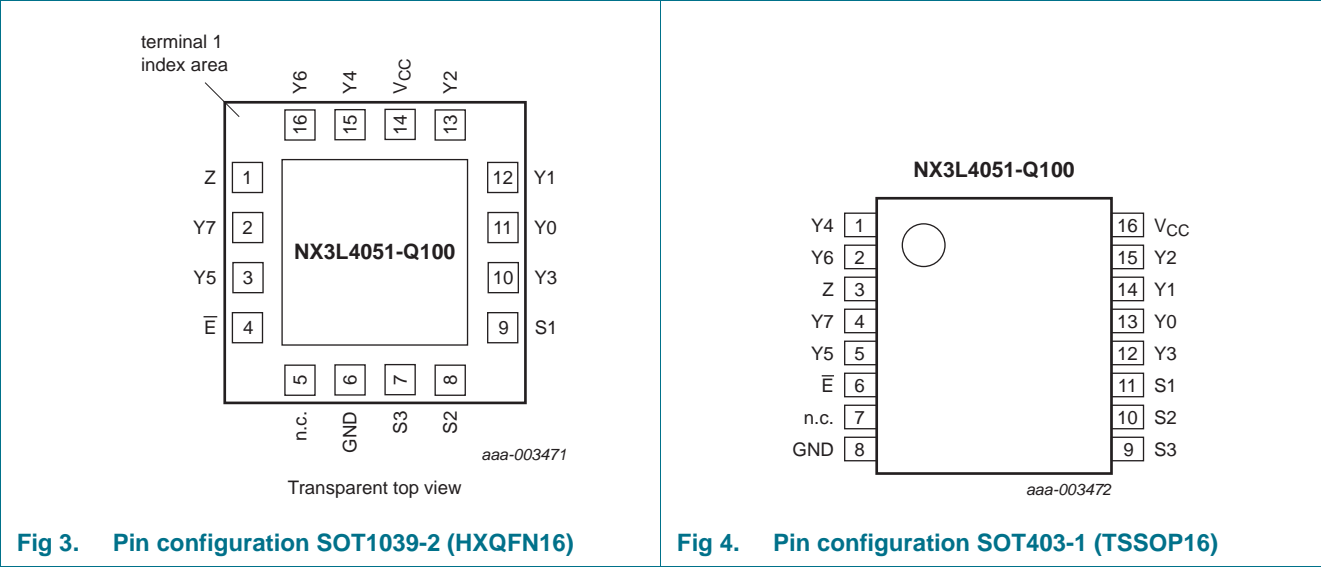 terminal 1
index area
Y6 Y4 VCC Y2
16 15 14 13
Z 1 12 Y1
Y7 2 11 Y0
NX3L4051-Q100
Y5 3 10 Y3
E̅ 4 9 S1
5 6 7 8
n.c. GND S3 S2
aaa-003471
Transparent top view
Fig 3. Pin configuration SOT1039-2 (HXQFN16)
NX3L4051-Q100
Y4 1 16 VCC
Y6 2 15 Y2
Z 3 14 Y1
Y7 4 13 Y0
Y5 5 12 Y3
E̅ 6 11 S1
n.c. 7 10 S2
GND 8 9 S3
aaa-003472
Fig 4. Pin configuration SOT403-1 (TSSOP16)